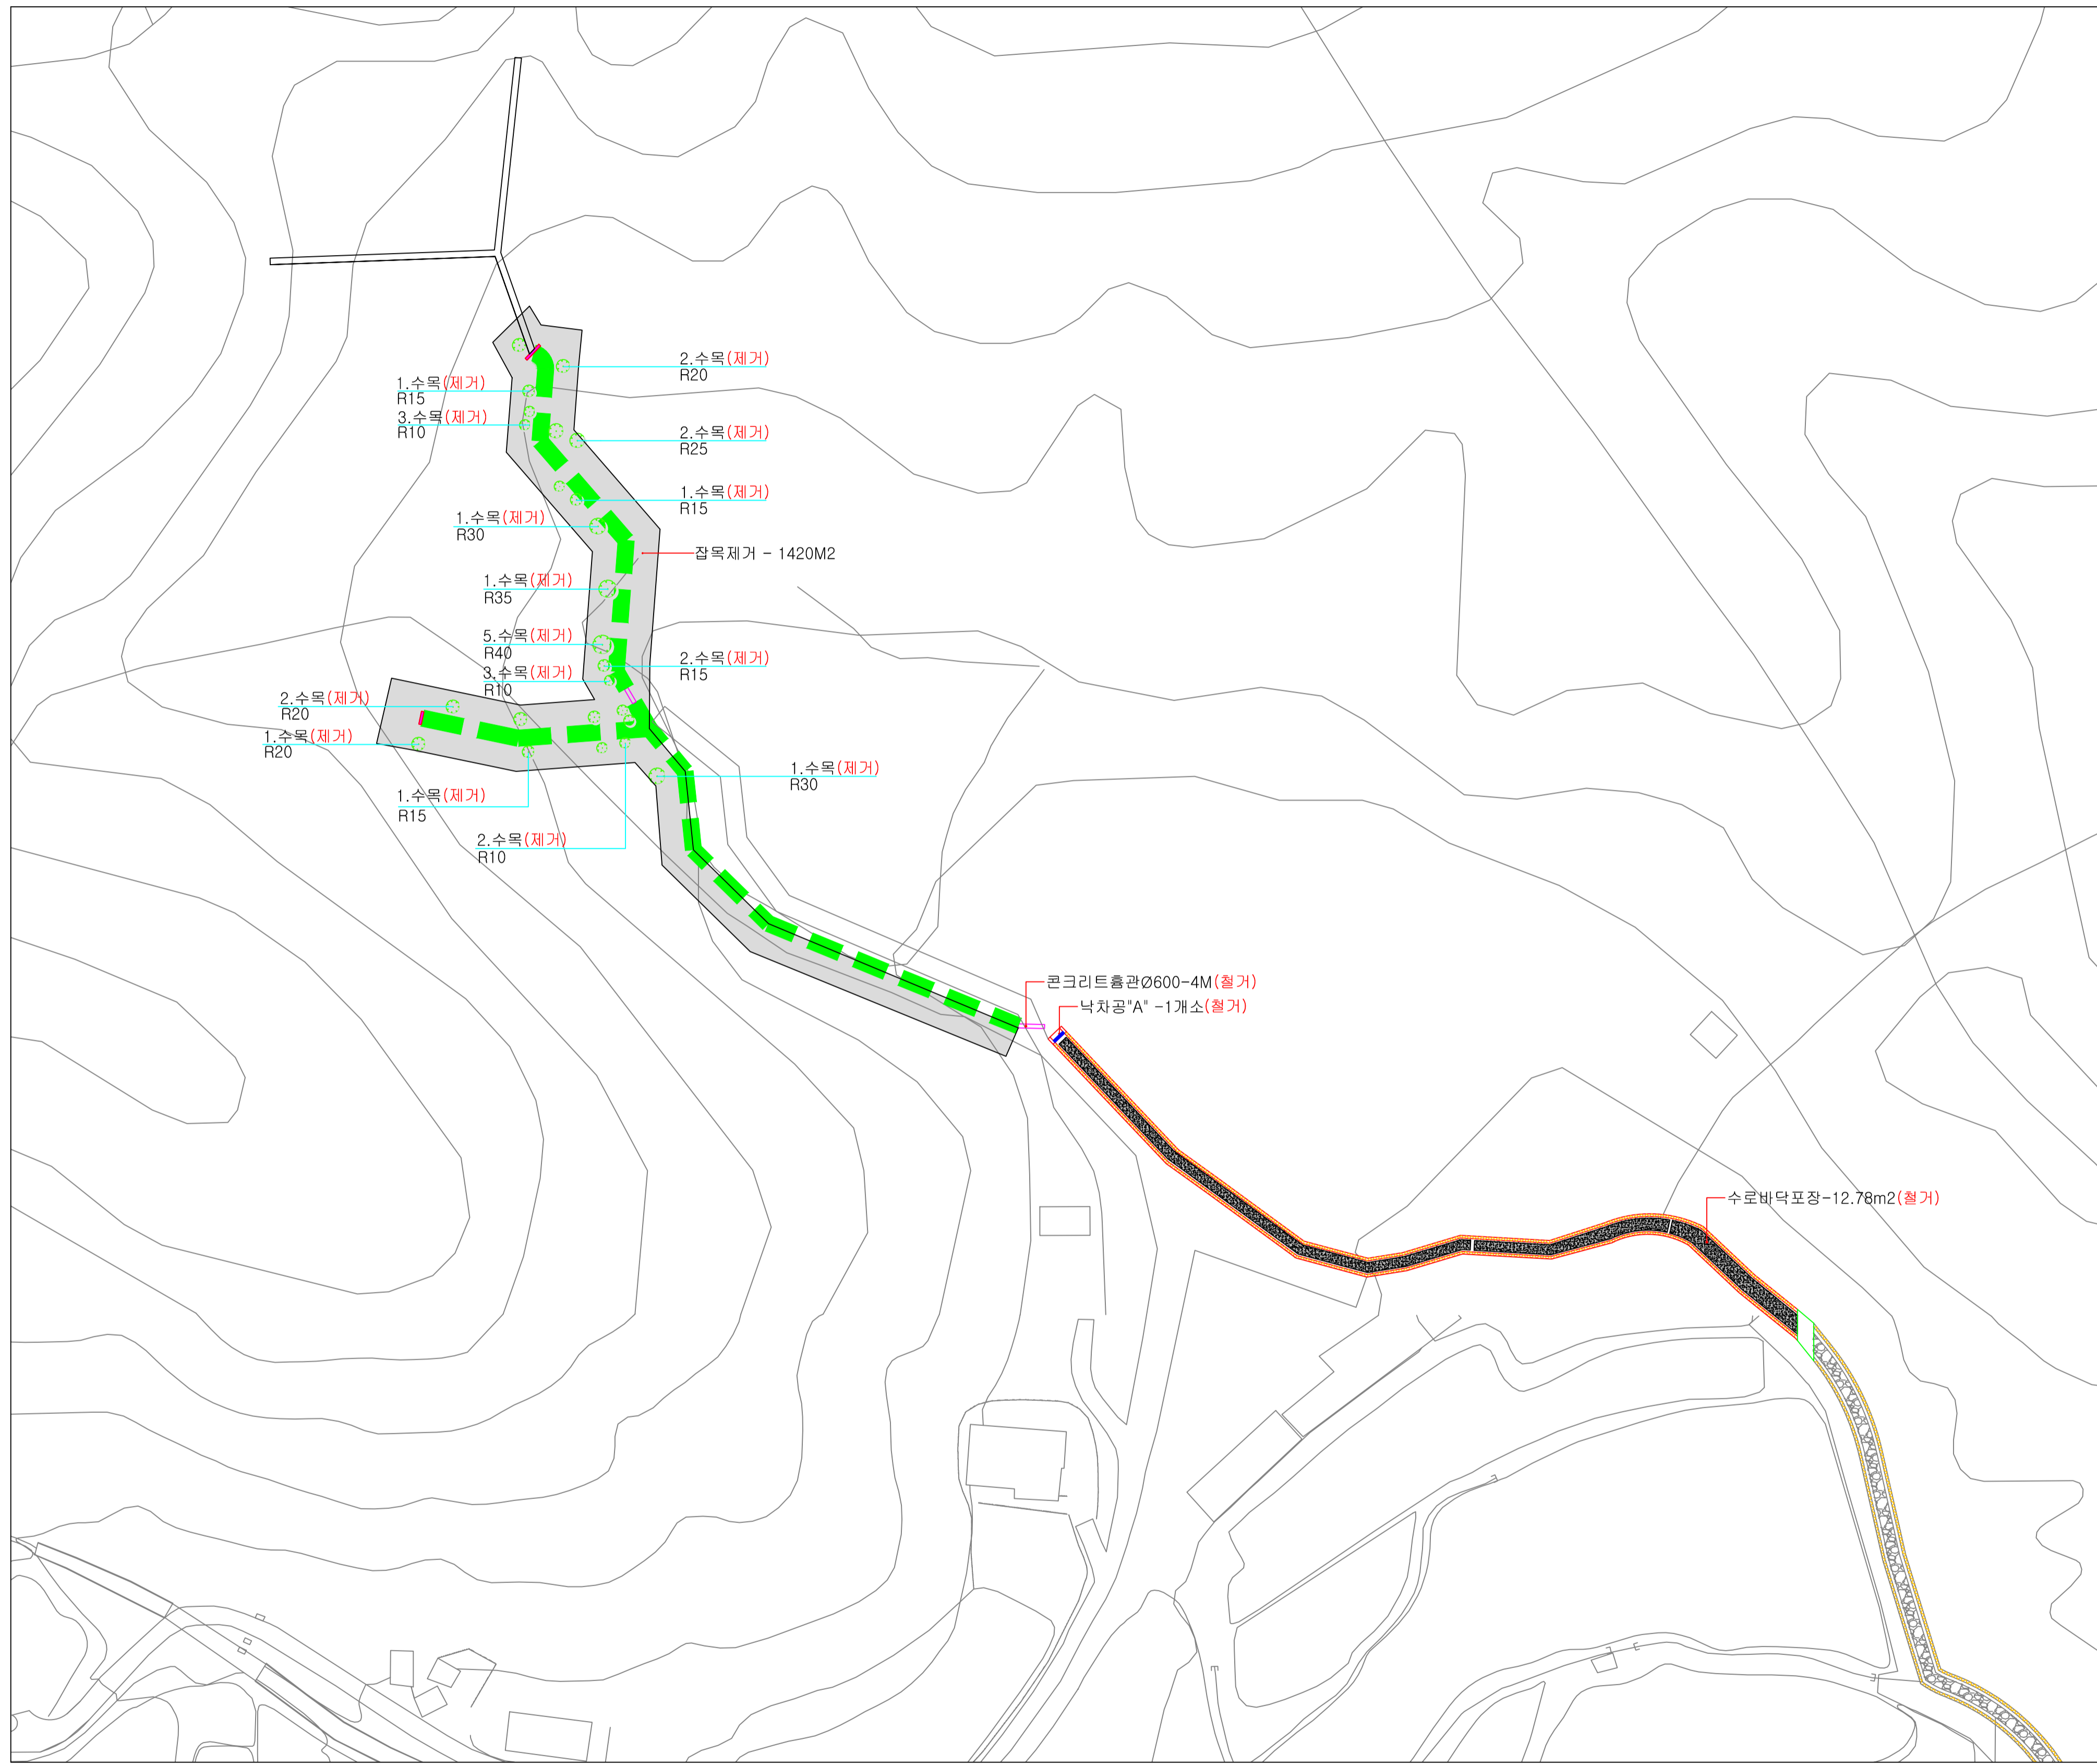 2.수목(제거)
R20
1.수목(제거)
R15
3.수목(제거)
R10
2.수목(제거)
R25
1.수목(제거)
R15
1.수목(제거)
R30
잡목제거 - 1420M2
1.수목(제거)
R35
5.수목(제거)
R40
2.수목(제거)
R15
3.수목(제거)
R10
2.수목(제거)
R20
1.수목(제거)
R20
1.수목(제거)
R30
1.수목(제거)
R15
2.수목(제거)
R10
콘크리트흄관Ø600-4M(철거)
낙차공"A" -1개소(철거)
수로바닥포장-12.78m2(철거)